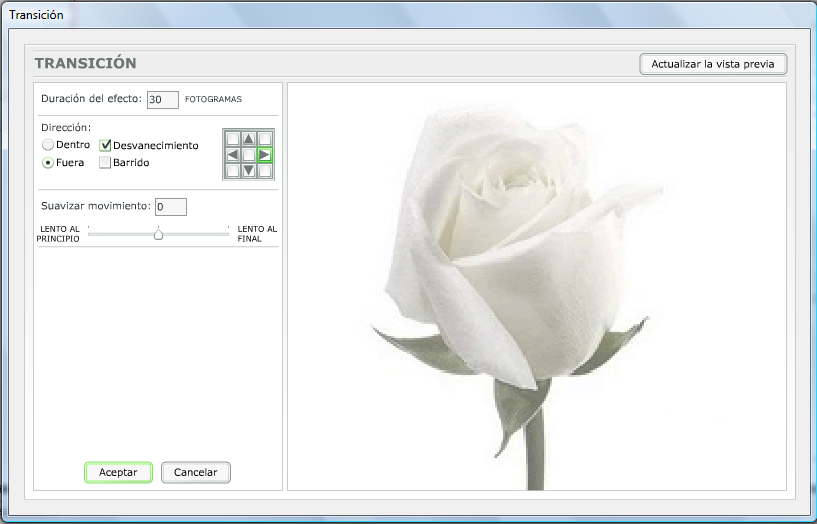 Transición
TRANSICIÓN
Actualizar la vista previa
Duración del efecto: 30 FOTOGRAMAS
Dirección:
Dentro Desvanecimiento
Fuera Barrido
Suavizar movimiento: 0
LENTO AL PRINCIPIO
LENTO AL FINAL
Aceptar Cancelar